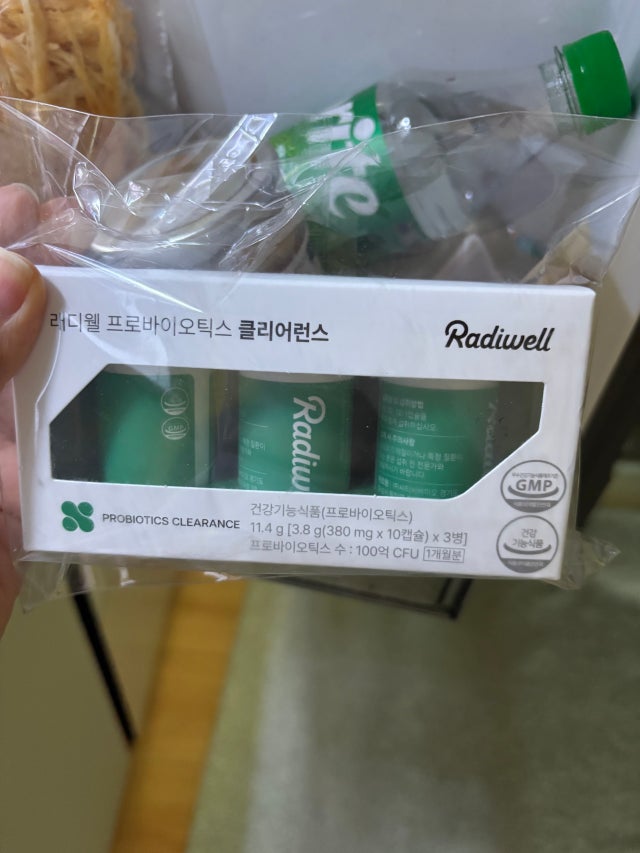 rite
래디웰 프로바이오틱스 클리어런스
Radiwell
GMP
Radiw
PROBIOTICS CLEARANCE
건강기능식품(프로바이오틱스)
11.4 g [3.8 g(380 mg x 10캡슐) x 3병]
프로바이오틱스 수 : 100억 CFU 1개월분
GMP
건강
기능식품